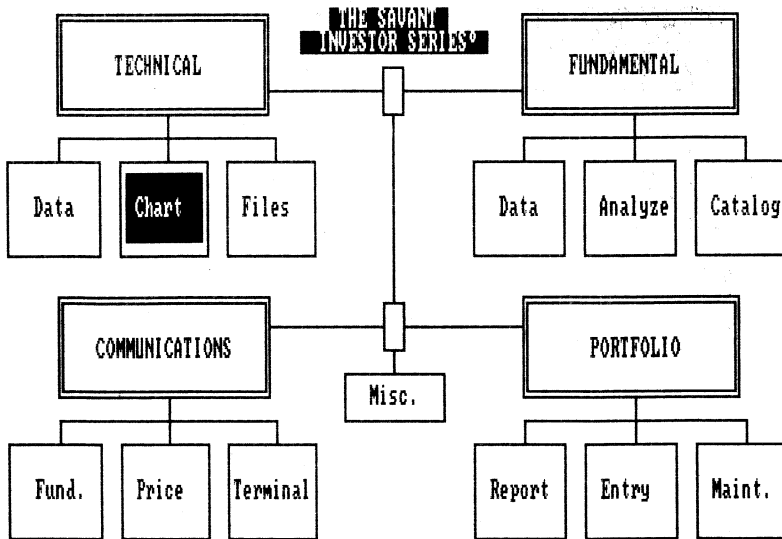 THE SAVANT
INVESTOR SERIES°
TECHNICAL
FUNDAMENTAL
Data
Chart
Files
Data
Analyze
Catalog
COMMUNICATIONS
PORTFOLIO
Misc.
Fund.
Price
Terminal
Report
Entry
Maint.